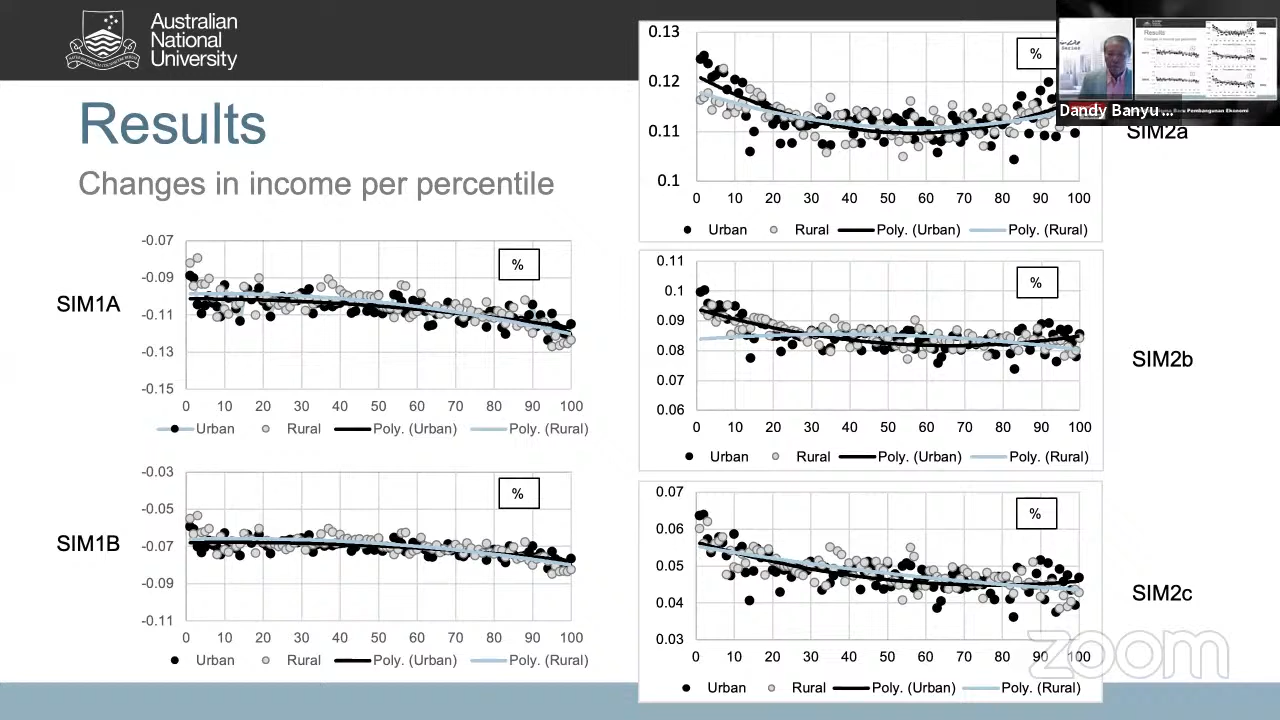 Australian
National
University
Results
Changes in income per percentile
SIM1A
-0.07
-0.09
-0.11
-0.13
-0.15
%
0 10 20 30 40 50 60 70 80 90 100
Urban Rural Poly. (Urban) Poly. (Rural)
SIM1B
-0.03
-0.05
-0.07
-0.09
-0.11
%
0 10 20 30 40 50 60 70 80 90 100
Urban Rural Poly. (Urban) Poly. (Rural)
0.13
0.12
0.11
0.1
%
0 10 20 30 40 50 60 70 80 90 100
Urban Rural Poly. (Urban) Poly. (Rural)
SIM2a
0.11
0.1
0.09
0.08
0.07
0.06
%
0 10 20 30 40 50 60 70 80 90 100
Urban Rural Poly. (Urban) Poly. (Rural)
SIM2b
0.07
0.06
0.05
0.04
0.03
%
0 10 20 30 40 50 60 70 80 90 100
Urban Rural Poly. (Urban) Poly. (Rural)
SIM2c
Dandy Banyu ...
Baru Pembangunan Ekonomi
Results
zoom